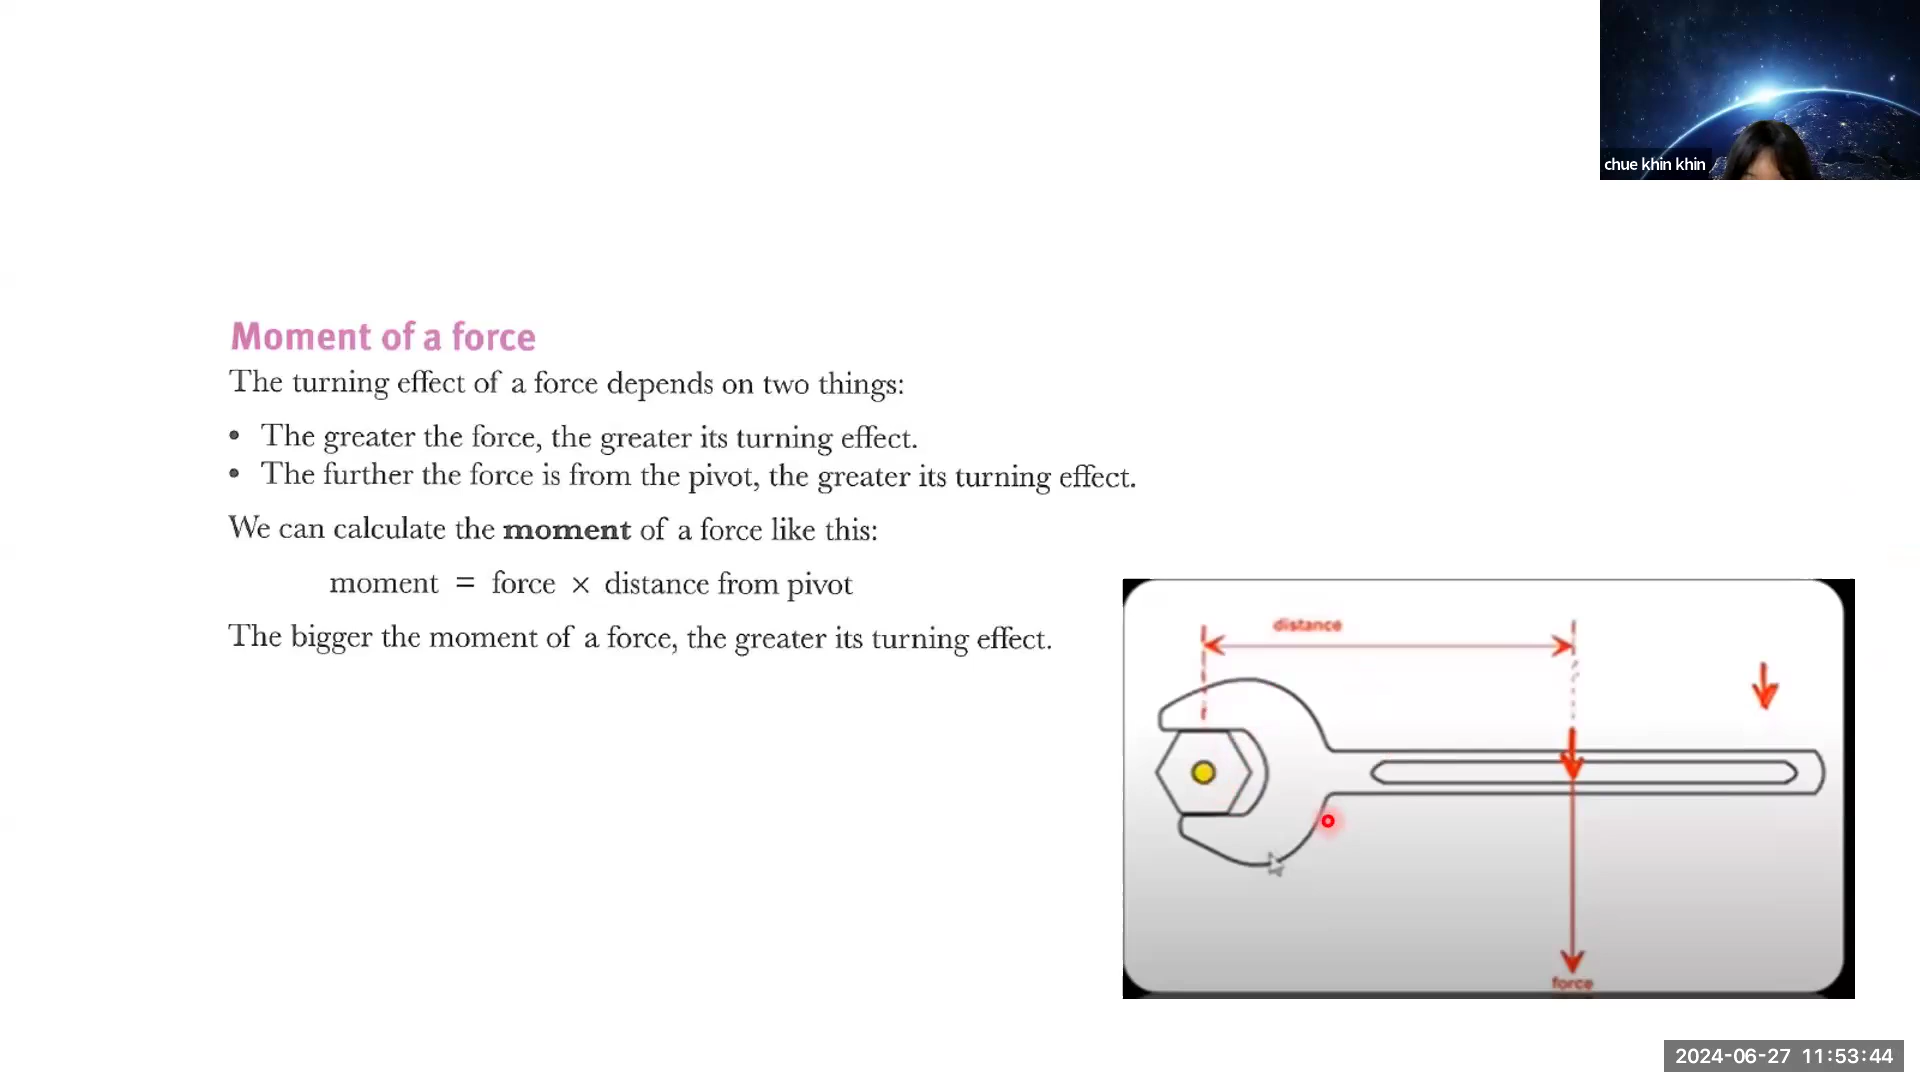 chue khin khin
Moment of a force
The turning effect of a force depends on two things:
• The greater the force, the greater its turning effect.
• The further the force is from the pivot, the greater its turning effect.
We can calculate the moment of a force like this:
moment = force × distance from pivot
The bigger the moment of a force, the greater its turning effect.
distance
force
2024-06-27 11:53:44